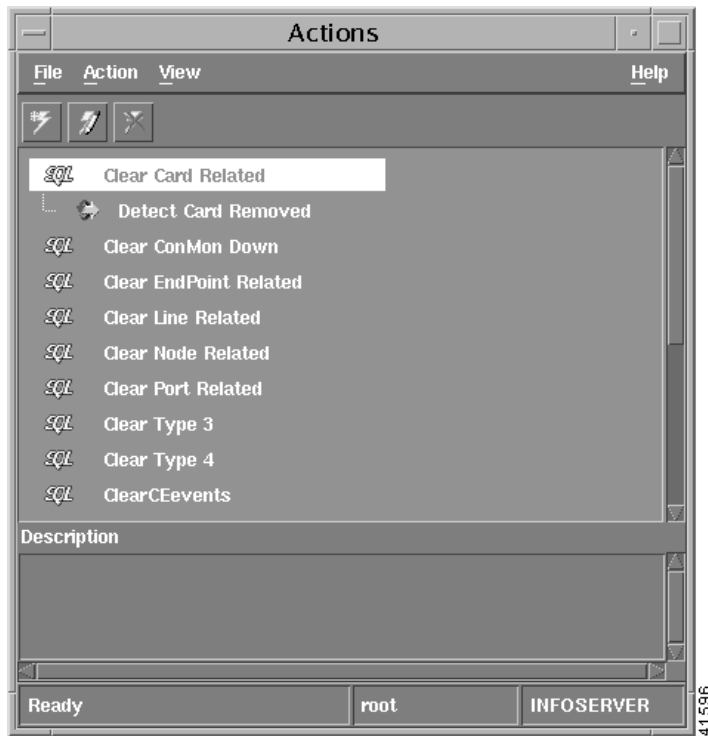 Actions
File Action View Help
SQL Clear Card Related
Detect Card Removed
SQL Clear ConMon Down
SQL Clear EndPoint Related
SQL Clear Line Related
SQL Clear Node Related
SQL Clear Port Related
SQL Clear Type 3
SQL Clear Type 4
SQL ClearCEevents
Description
Ready root INFOSERVER
41596